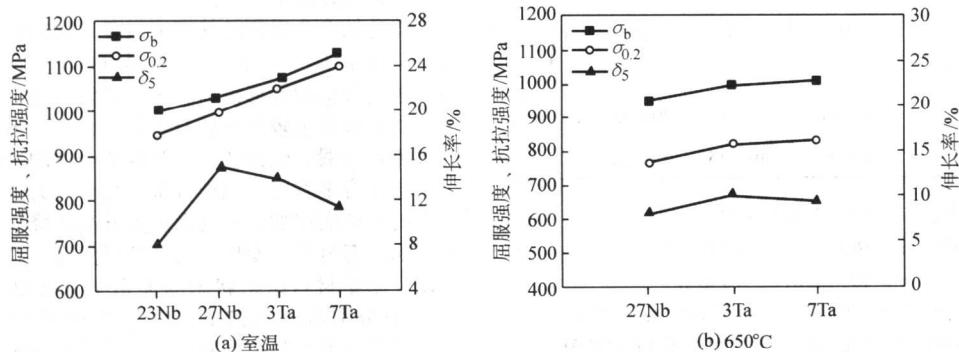 屈服强度、抗拉强度/MPa
1200
1100
1000
900
800
700
600
σb
σ0.2
δ5
28
24
20
16
12
8
4
伸长率/%
23Nb 27Nb 3Ta 7Ta
(a) 室温
屈服强度、抗拉强度/MPa
1200
1100
1000
900
800
700
600
500
400
σb
σ0.2
δ5
30
25
20
15
10
5
0
伸长率/%
27Nb 3Ta 7Ta
(b) 650°C